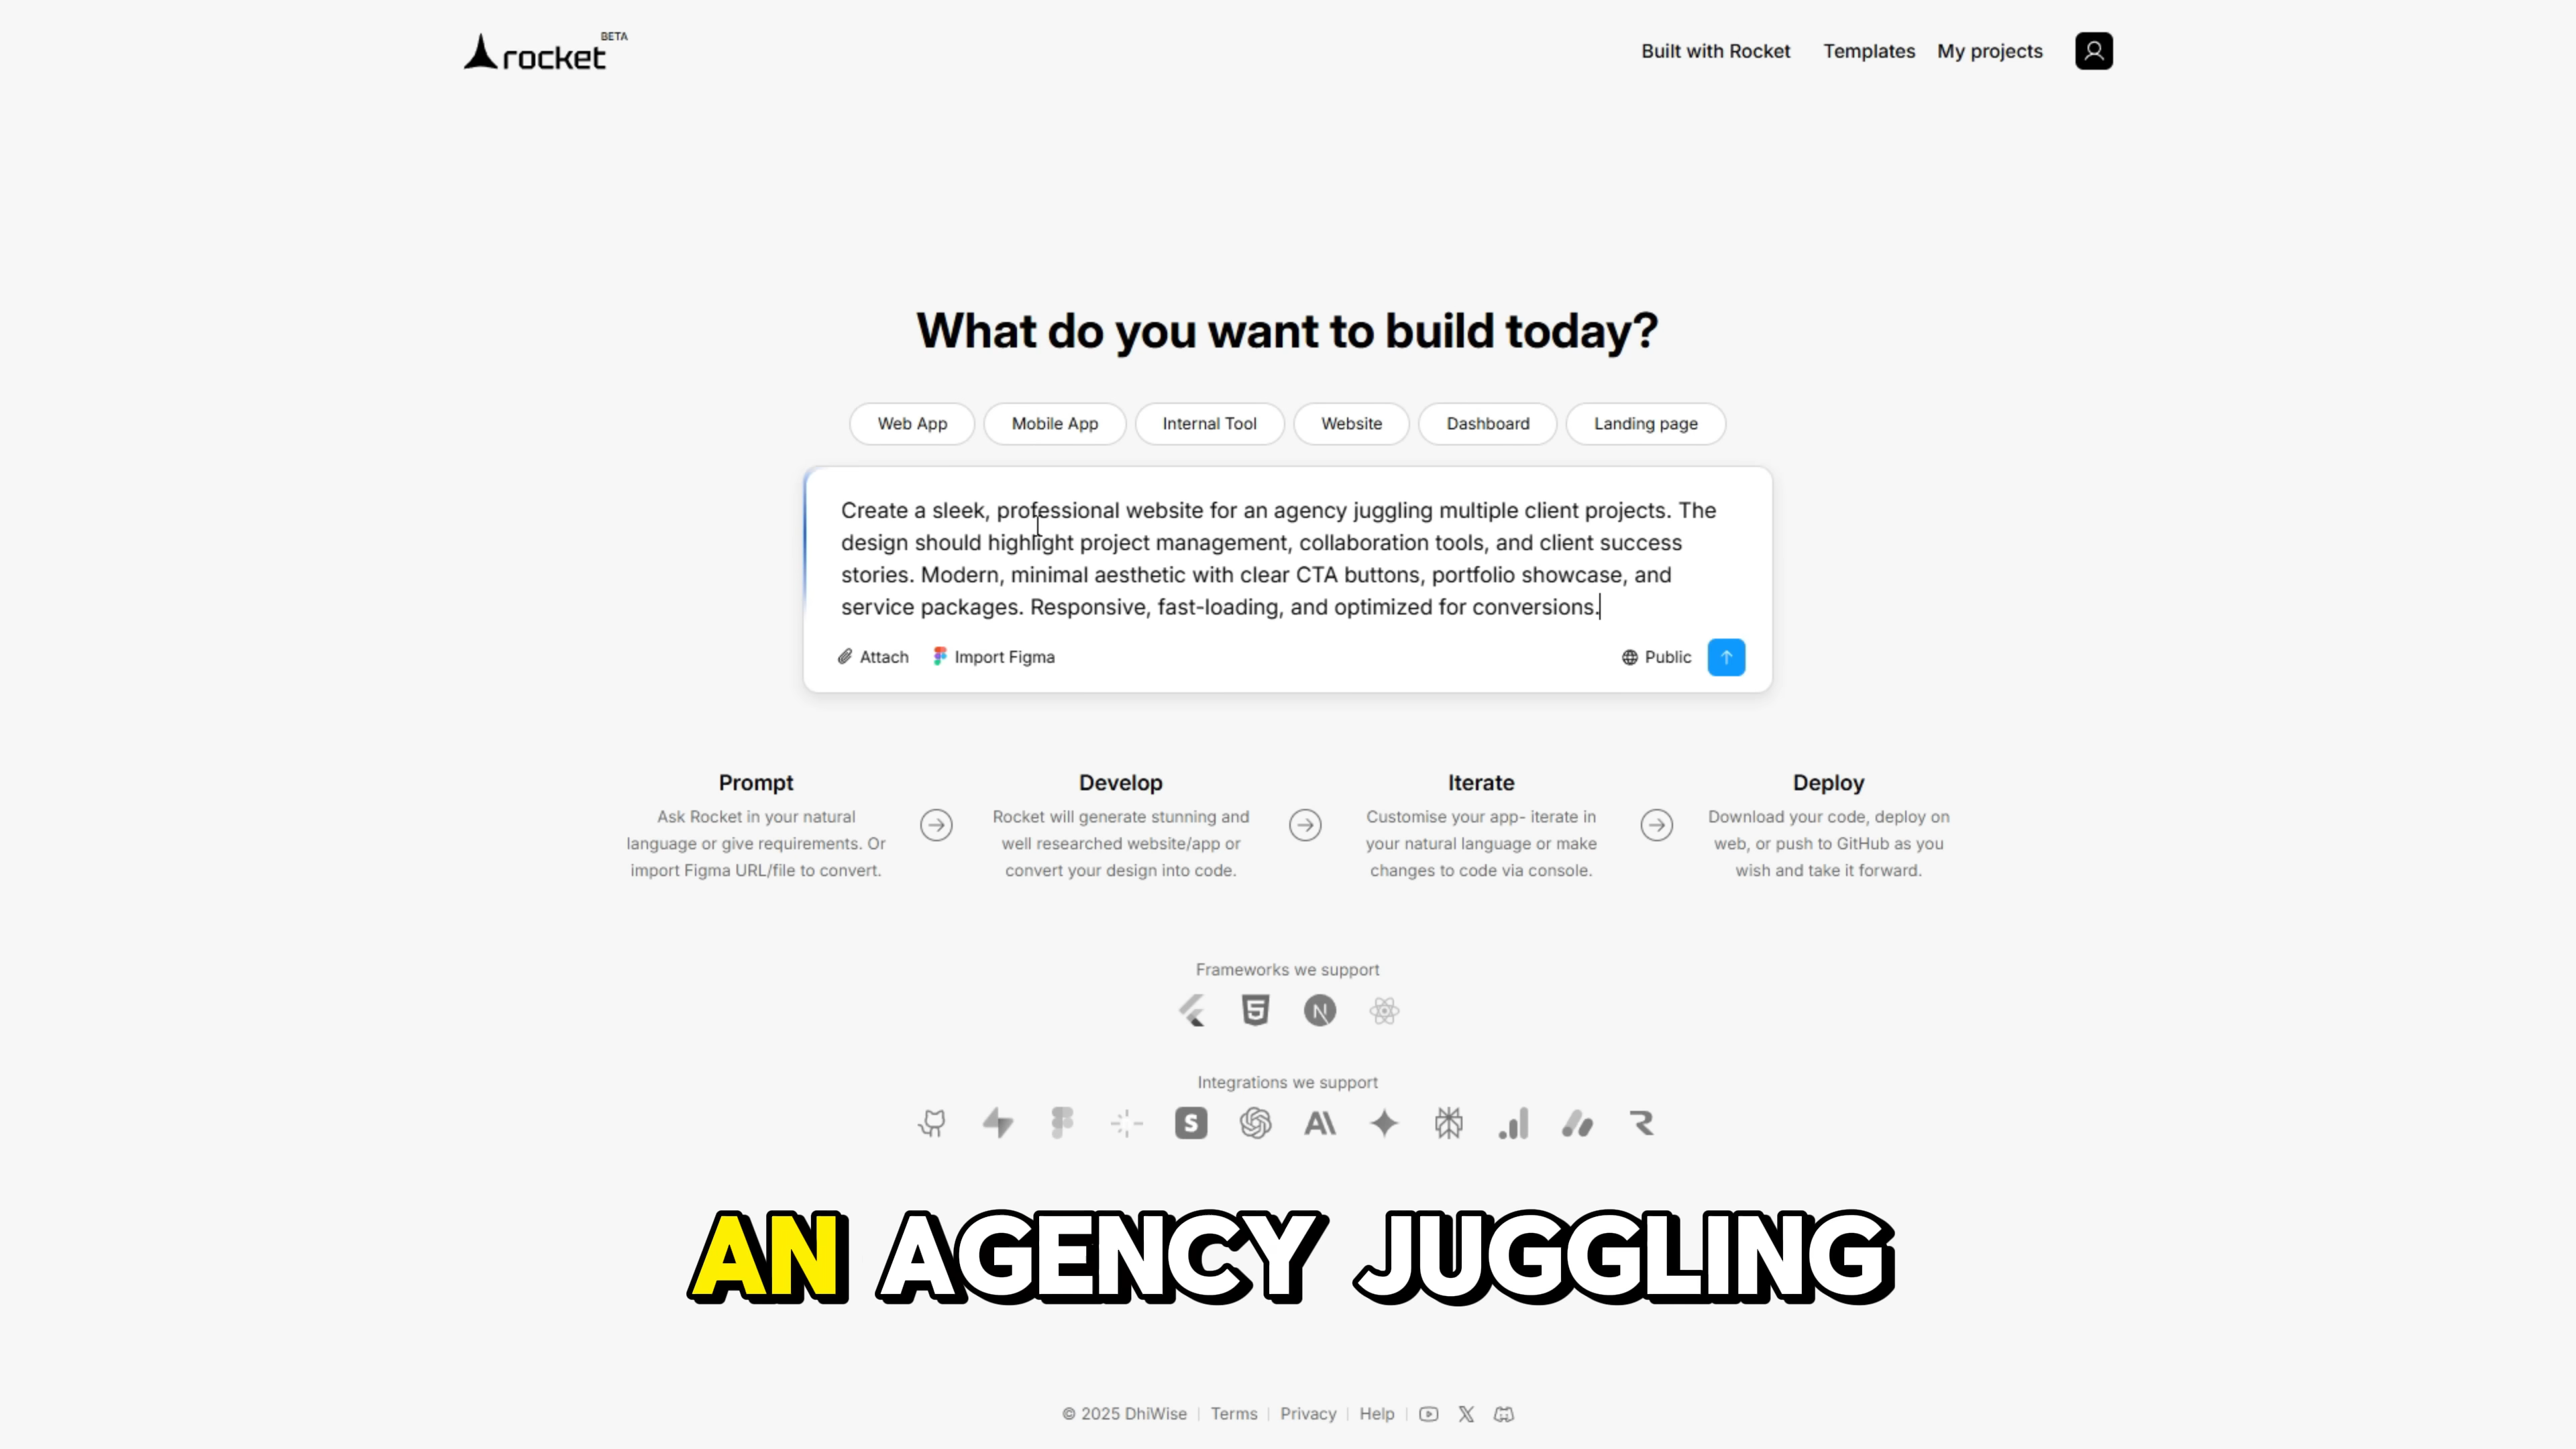 rocket BETA
Built with Rocket Templates My projects
What do you want to build today?
Web App Mobile App Internal Tool Website Dashboard Landing page
Create a sleek, professional website for an agency juggling multiple client projects. The
design should highlight project management, collaboration tools, and client success
stories. Modern, minimal aesthetic with clear CTA buttons, portfolio showcase, and
service packages. Responsive, fast-loading, and optimized for conversions.
Attach Import Figma Public
Prompt
Ask Rocket in your natural
language or give requirements. Or
import Figma URL/file to convert.
Develop
Rocket will generate stunning and
well researched website/app or
convert your design into code.
Iterate
Customise your app- iterate in
your natural language or make
changes to code via console.
Deploy
Download your code, deploy on
web, or push to GitHub as you
wish and take it forward.
Frameworks we support
Integrations we support
AN AGENCY JUGGLING
© 2025 DhiWise | Terms | Privacy | Help |